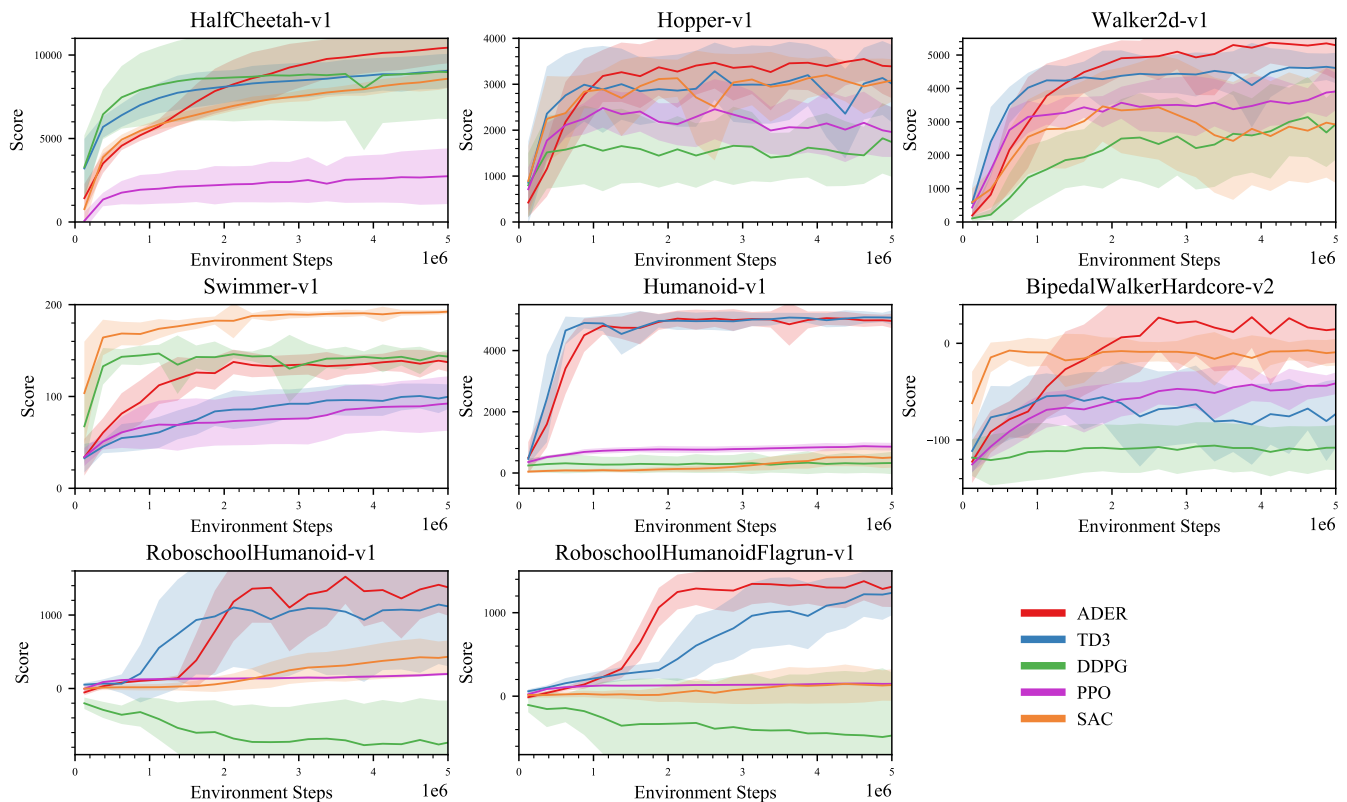 HalfCheetah-v1
Hopper-v1
Walker2d-v1
Score
10000
5000
0
0 1 2 3 4 5
Environment Steps
1e6
Score
4000
3000
2000
1000
0
0 1 2 3 4 5
Environment Steps
1e6
Score
5000
4000
3000
2000
1000
0
0 1 2 3 4 5
Environment Steps
1e6
Swimmer-v1
Humanoid-v1
BipedalWalkerHardcore-v2
Score
200
100
0
0 1 2 3 4 5
Environment Steps
1e6
Score
4000
2000
0
0 1 2 3 4 5
Environment Steps
1e6
Score
0
−100
0 1 2 3 4 5
Environment Steps
1e6
RoboschoolHumanoid-v1
RoboschoolHumanoidFlagrun-v1
Score
1000
0
0 1 2 3 4 5
Environment Steps
1e6
Score
1000
0
0 1 2 3 4 5
Environment Steps
1e6
ADER
TD3
DDPG
PPO
SAC